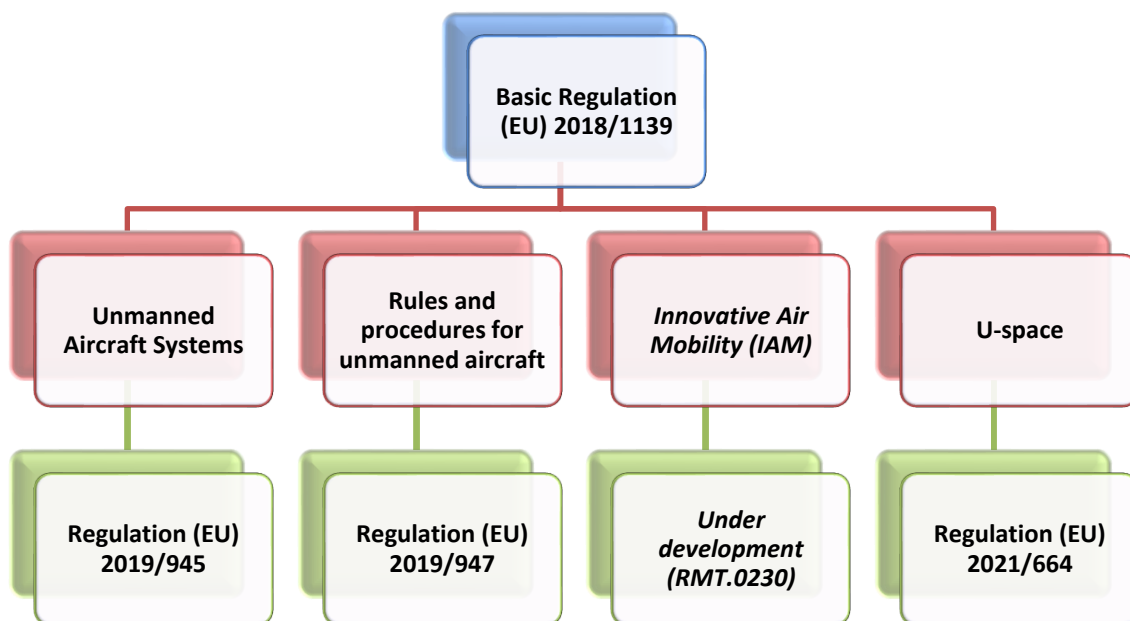 Basic Regulation
(EU) 2018/1139
Unmanned
Aircraft Systems
Rules and
procedures for
unmanned aircraft
Innovative Air
Mobility (IAM)
U-space
Regulation (EU)
2019/945
Regulation (EU)
2019/947
Under
development
(RMT.0230)
Regulation (EU)
2021/664